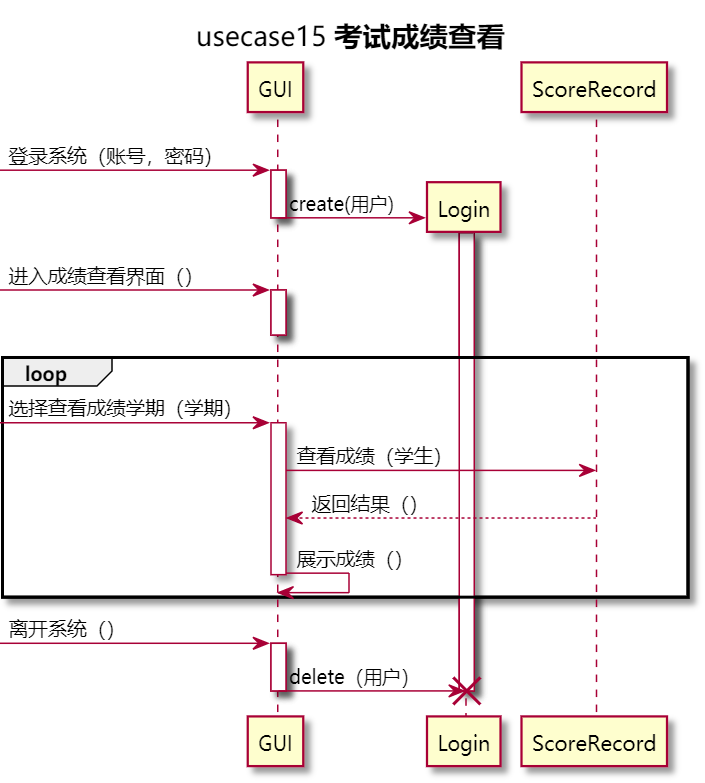 usecase15 考试成绩查看
GUI
ScoreRecord
登录系统（账号，密码）
create(用户)
Login
进入成绩查看界面（）
loop
选择查看成绩学期（学期）
查看成绩（学生）
返回结果（）
展示成绩（）
离开系统（）
delete（用户）
GUI
Login
ScoreRecord